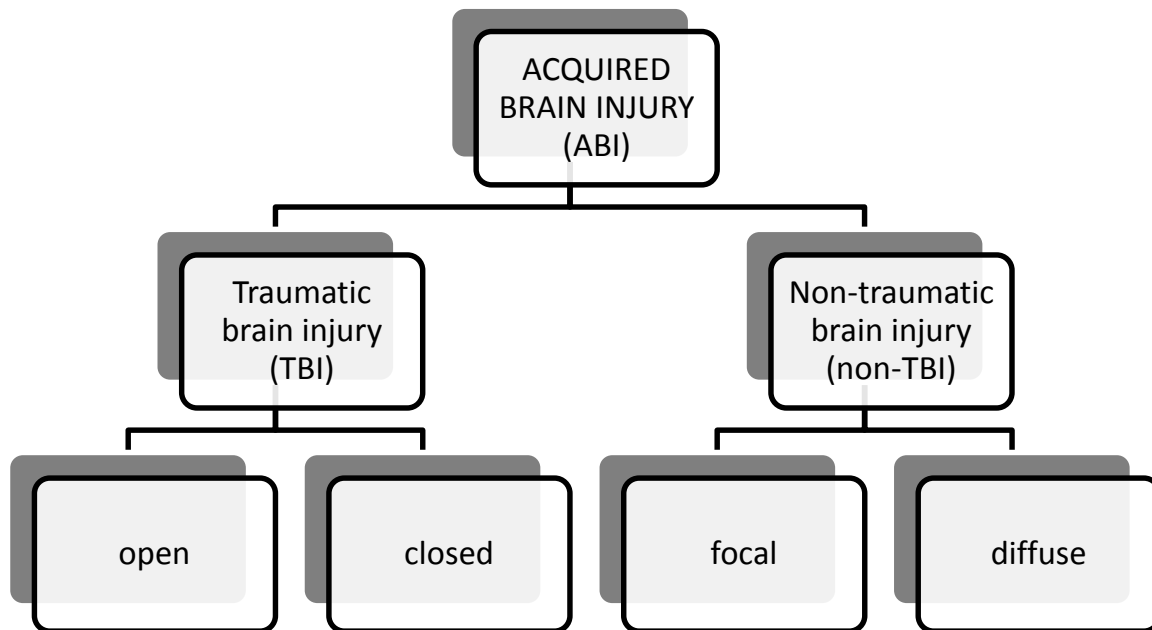 ACQUIRED
BRAIN INJURY
(ABI)
Traumatic
brain injury
(TBI)
Non-traumatic
brain injury
(non-TBI)
open
closed
focal
diffuse